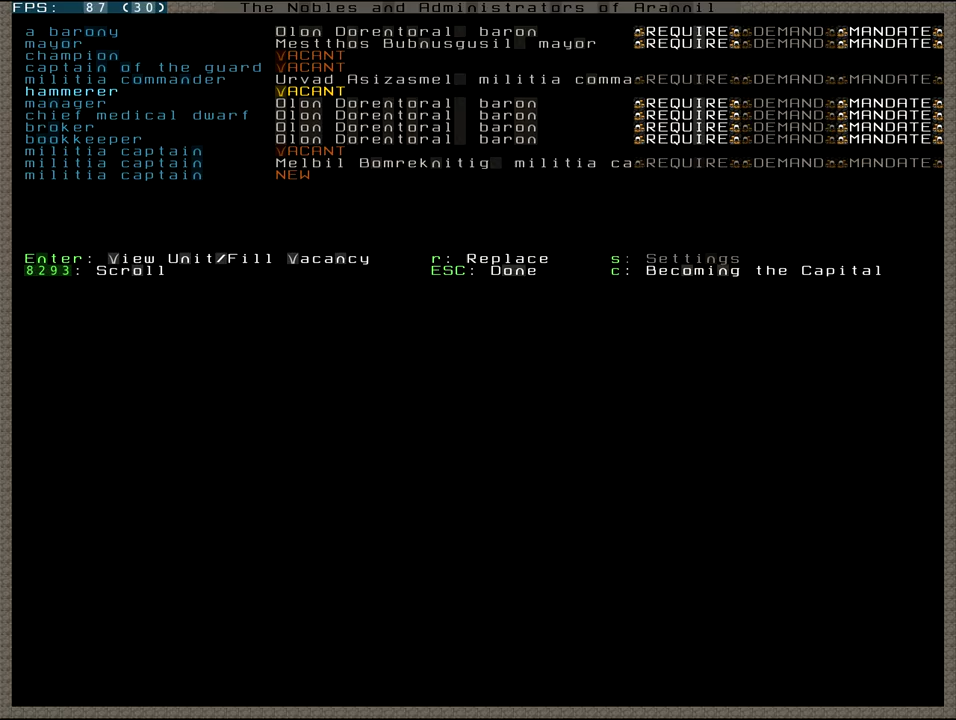 FPS: 87 (30) The Nobles and Administrators of Arannil
a barony Olon Dorentoral baron REQUIRE DEMAND MANDATE
mayor Mestthos Bubnusgusil mayor REQUIRE DEMAND MANDATE
champion VACANT
captain of the guard VACANT
militia commander Urvad Asizasmel militia comma REQUIRE DEMAND MANDATE
hammerer VACANT
manager Olon Dorentoral baron REQUIRE DEMAND MANDATE
chief medical dwarf Olon Dorentoral baron REQUIRE DEMAND MANDATE
broker Olon Dorentoral baron REQUIRE DEMAND MANDATE
bookkeeper Olon Dorentoral baron REQUIRE DEMAND MANDATE
militia captain VACANT
militia captain Melbil Bomreknitig militia ca REQUIRE DEMAND MANDATE
militia captain NEW
Enter: View Unit/Fill Vacancy r: Replace s: Settings
8293: Scroll ESC: Done c: Becoming the Capital